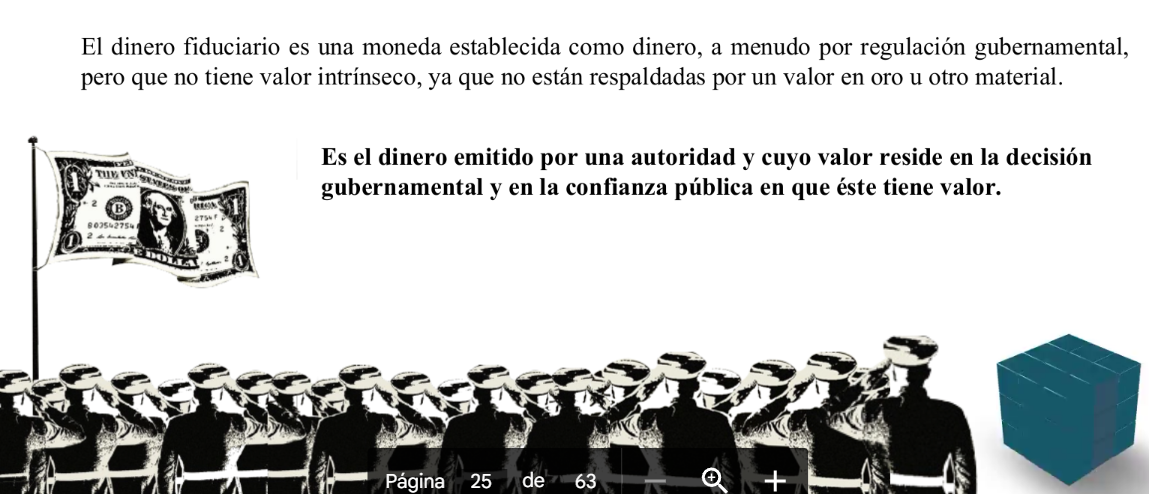 El dinero fiduciario es una moneda establecida como dinero, a menudo por regulación gubernamental,
pero que no tiene valor intrínseco, ya que no están respaldadas por un valor en oro u otro material.
Es el dinero emitido por una autoridad y cuyo valor reside en la decisión
gubernamental y en la confianza pública en que éste tiene valor.
Página 25 de 63